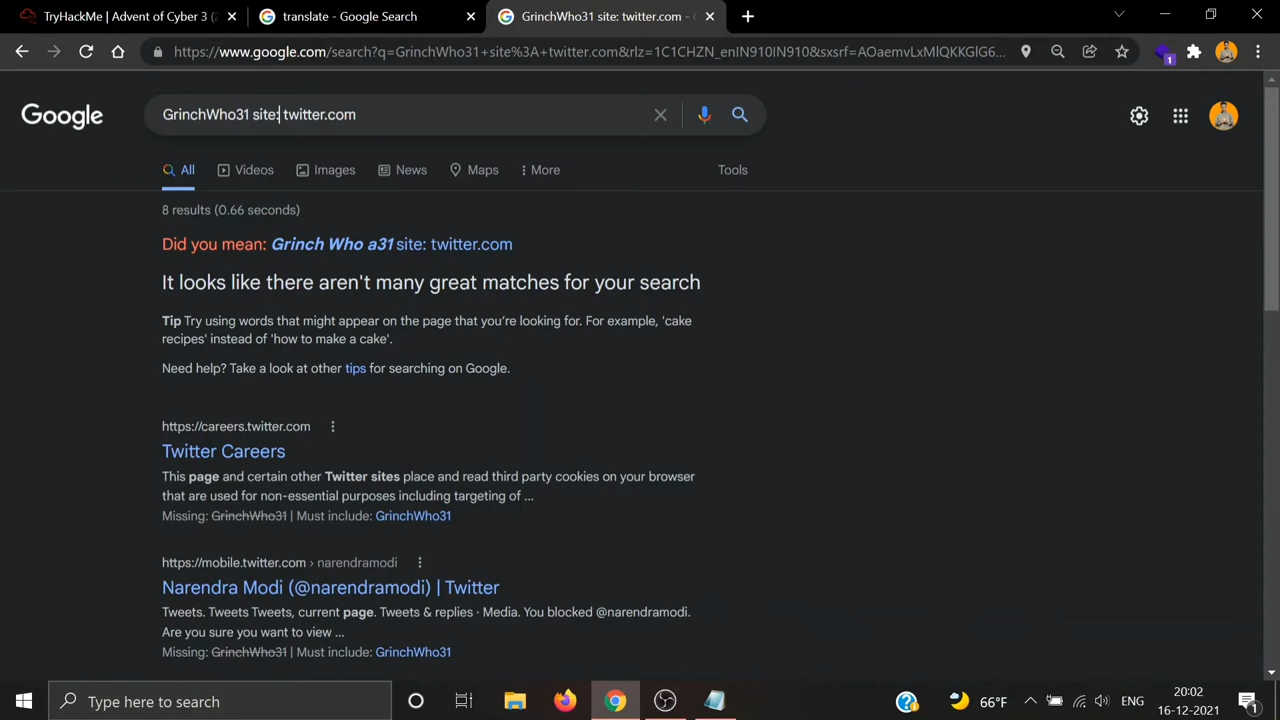 TryHackMe | Advent of Cyber 3 (2
translate - Google Search
GrinchWho31 site: twitter.com - G
https://www.google.com/search?q=GrinchWho31+site%3A+twitter.com&rlz=1C1CHZN_enIN910IN910&sxsrf=AOaemvLxMIQKKGlG6...
1
Google
GrinchWho31 site: twitter.com
All
Videos
Images
News
Maps
More
Tools
8 results (0.66 seconds)
Did you mean: Grinch Who a31 site: twitter.com
It looks like there aren't many great matches for your search
Tip Try using words that might appear on the page that you're looking for. For example, 'cake
recipes' instead of 'how to make a cake'.
Need help? Take a look at other tips for searching on Google.
https://careers.twitter.com
Twitter Careers
This page and certain other Twitter sites place and read third party cookies on your browser
that are used for non-essential purposes including targeting of ...
Missing: GrinchWho31 | Must include: GrinchWho31
https://mobile.twitter.com › narendramodi
Narendra Modi (@narendramodi) | Twitter
Tweets. Tweets Tweets, current page. Tweets & replies · Media. You blocked @narendramodi.
Are you sure you want to view ...
Missing: GrinchWho31 | Must include: GrinchWho31
Type here to search
66°F
ENG
20:02
16-12-2021
1